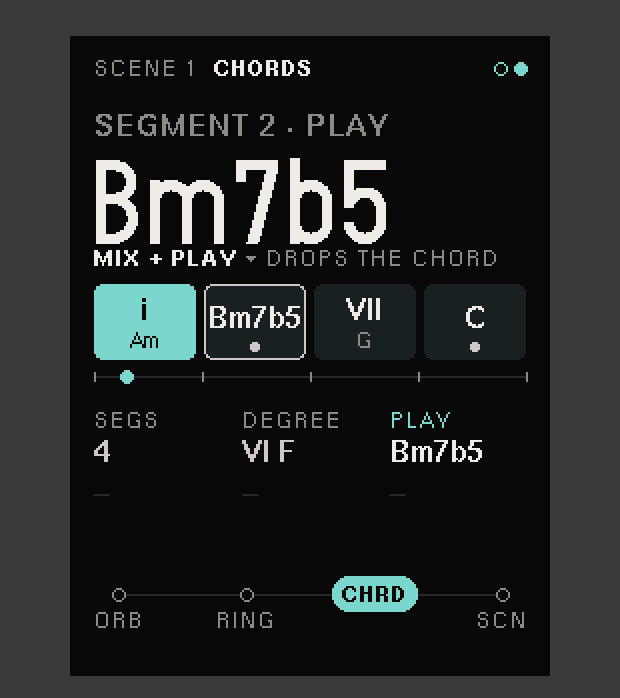 SCENE 1 CHORDS
SEGMENT 2 · PLAY
Bm7b5
MIX + PLAY - DROPS THE CHORD
i Bm7b5 VII C
Am G
SEGS DEGREE PLAY
4 VI F Bm7b5
— — —
CHRD
ORB RING SCN